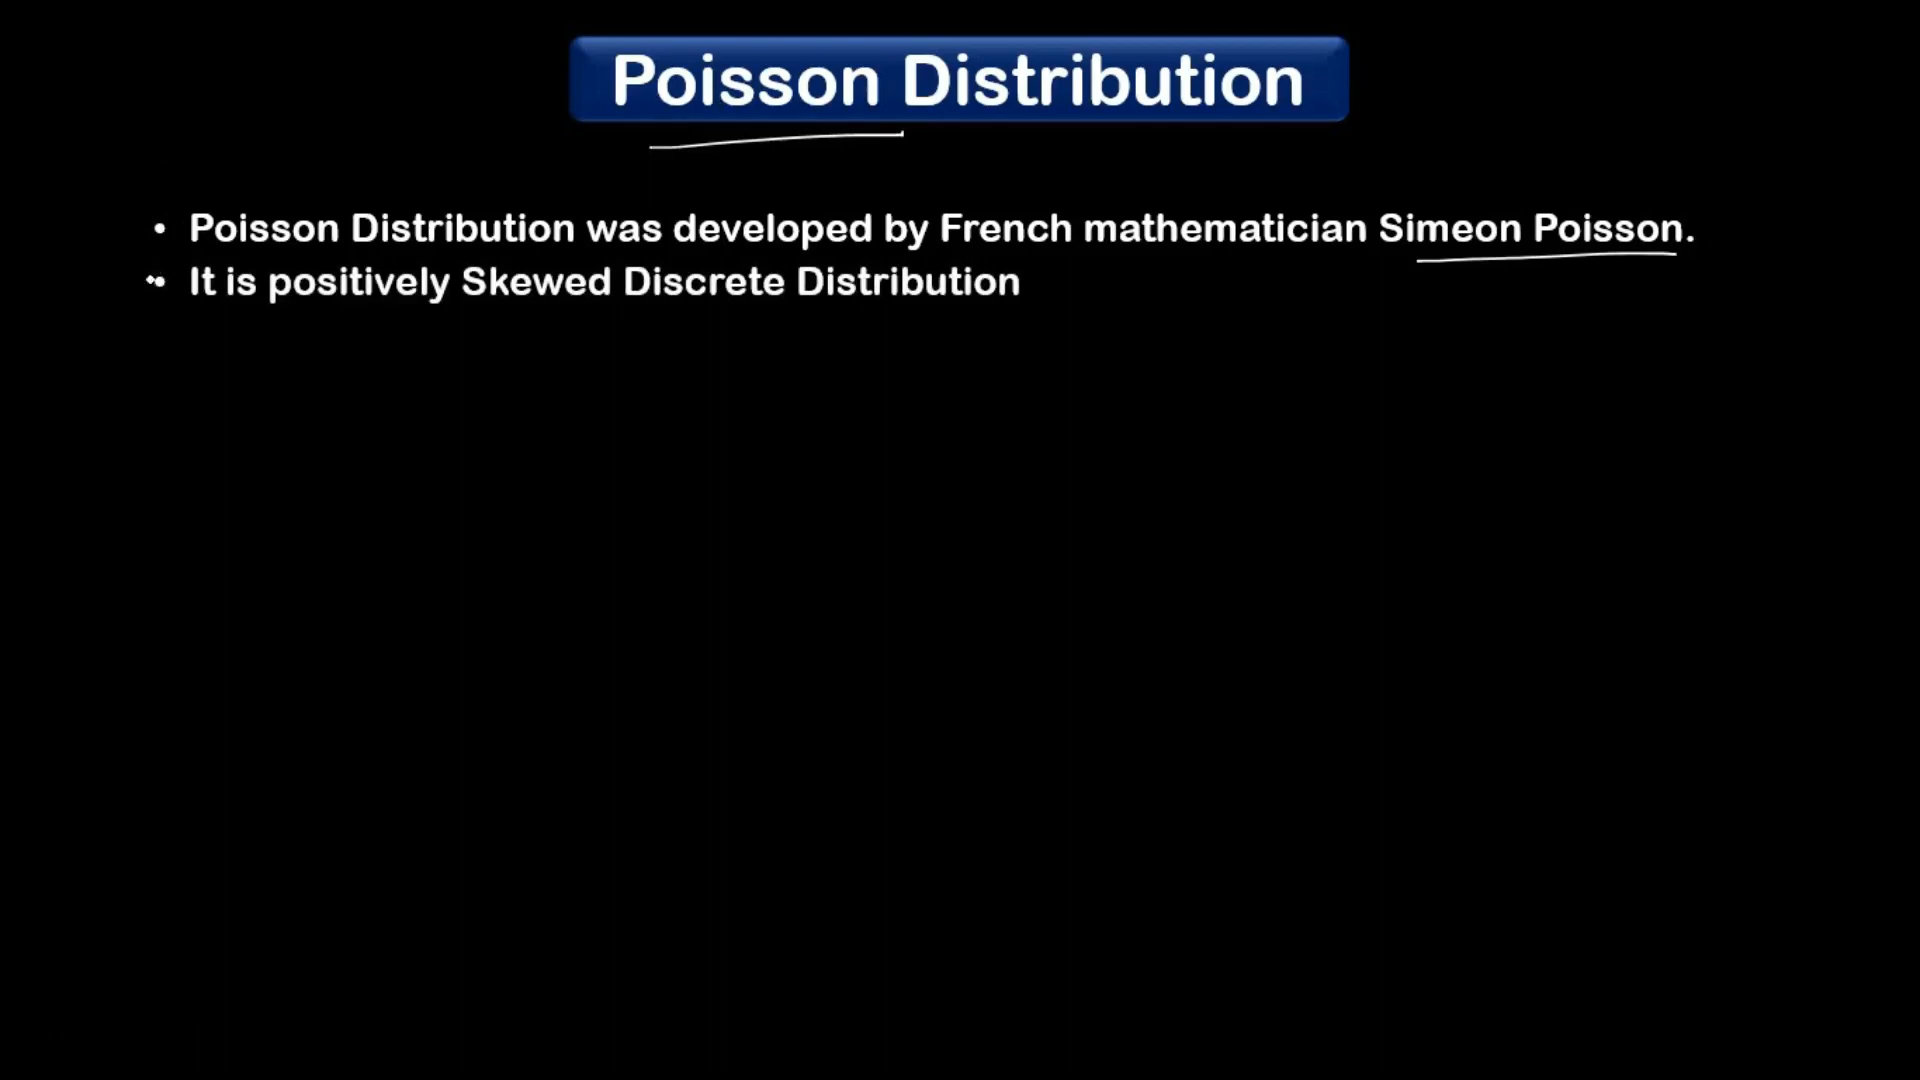 Poisson Distribution
• Poisson Distribution was developed by French mathematician Simeon Poisson.
• It is positively Skewed Discrete Distribution